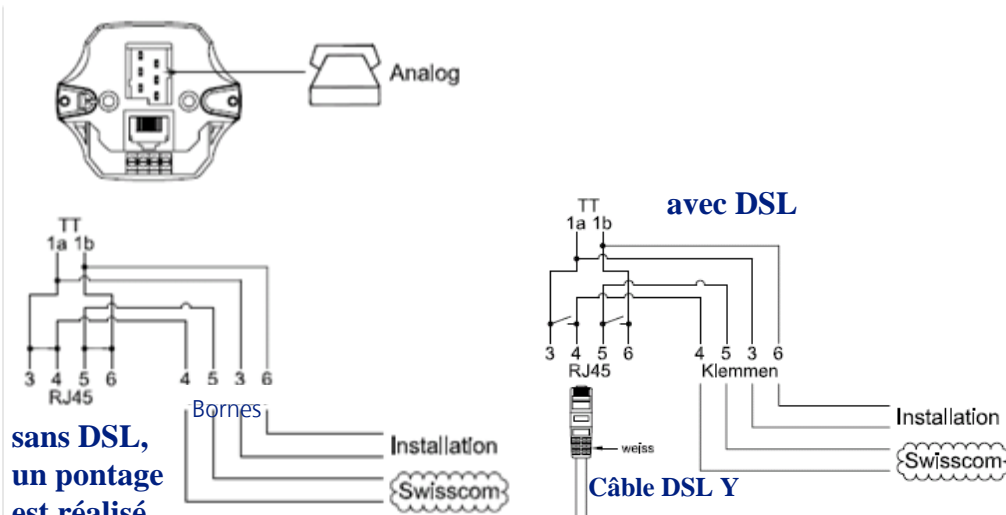 Analog
TT
1a 1b
3 4 5 6
RJ45
4 5 3 6
Bornes
Installation
Swisscom
sans DSL,
un pontage
est réalisé
avec DSL
TT
1a 1b
3 4 5 6
RJ45
4 5 3 6
Klemmen
weiss
Câble DSL Y
Installation
Swisscom